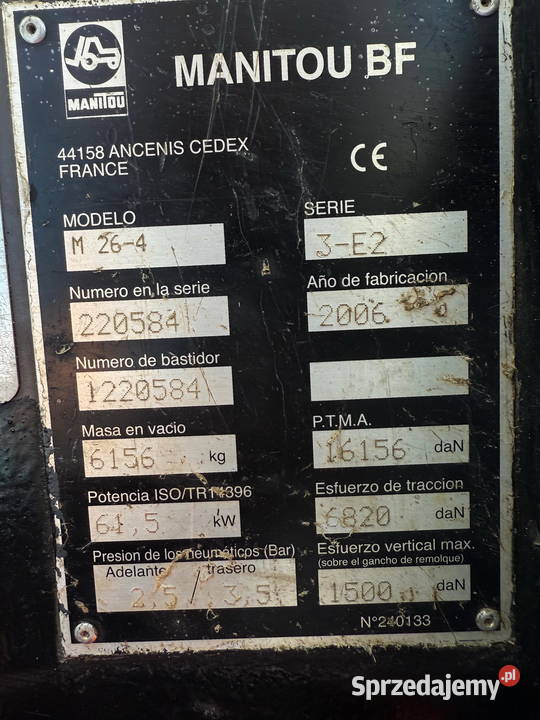 MANITOU
MANITOU BF
44158 ANCENIS CEDEX
FRANCE
CE
MODELO
M 26-4
SERIE
3-E2
Numero en la serie
220584
Año de fabricacion
2006
Numero de bastidor
1220584
Masa en vacio
6156 kg
P.T.M.A.
16156 daN
Potencia ISO/TR14396
61,5 kW
Esfuerzo de traccion
6820 daN
Presion de los neumáticos (Bar)
Adelante / trasero
2,5 / 3,5
Esfuerzo vertical max.
(sobre el gancho de remolque)
1500 daN
N°240133
Sprzedajemy.pl